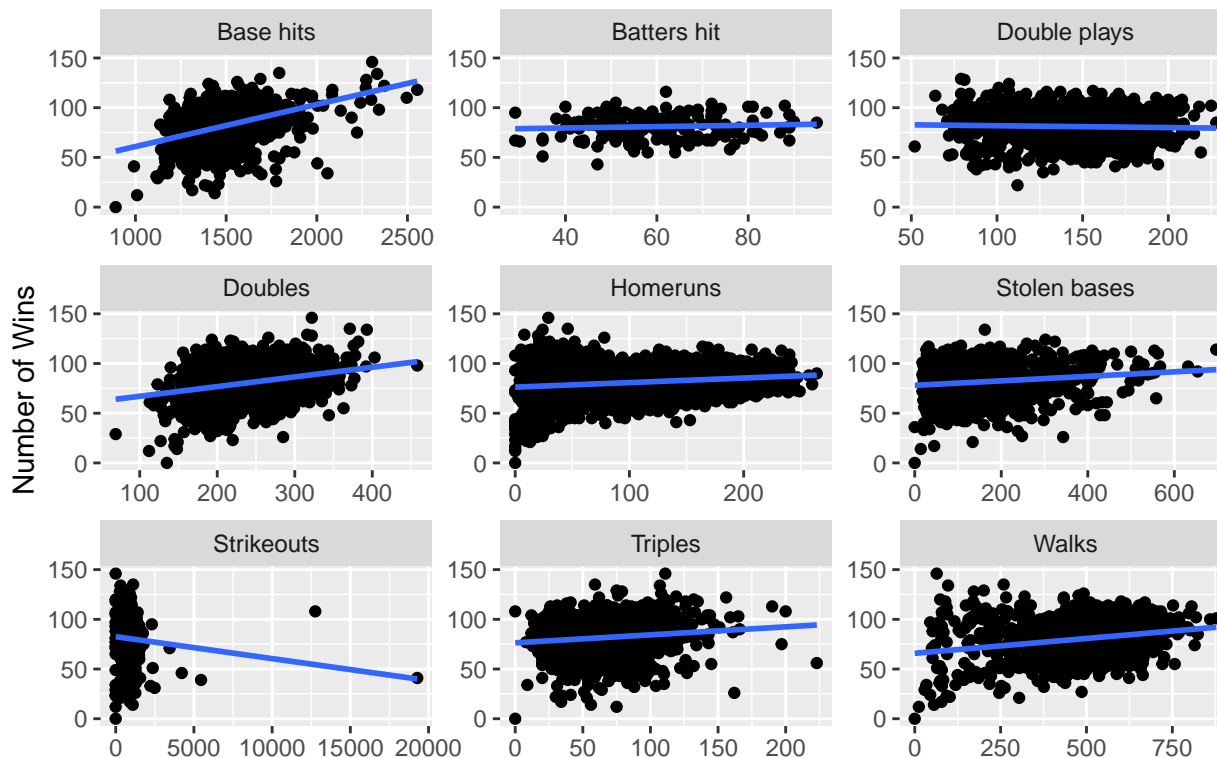 Base hits Batters hit Double plays
150 150 150
100 100 100
50 50 50
0 0 0
1000 1500 2000 2500 40 60 80 50 100 150 200
Number of Wins
Doubles Homeruns Stolen bases
150 150 150
100 100 100
50 50 50
0 0 0
100 200 300 400 0 100 200 0 200 400 600
Strikeouts Triples Walks
150 150 150
100 100 100
50 50 50
0 0 0
0 5000 10000 15000 20000 0 50 100 150 200 0 250 500 750